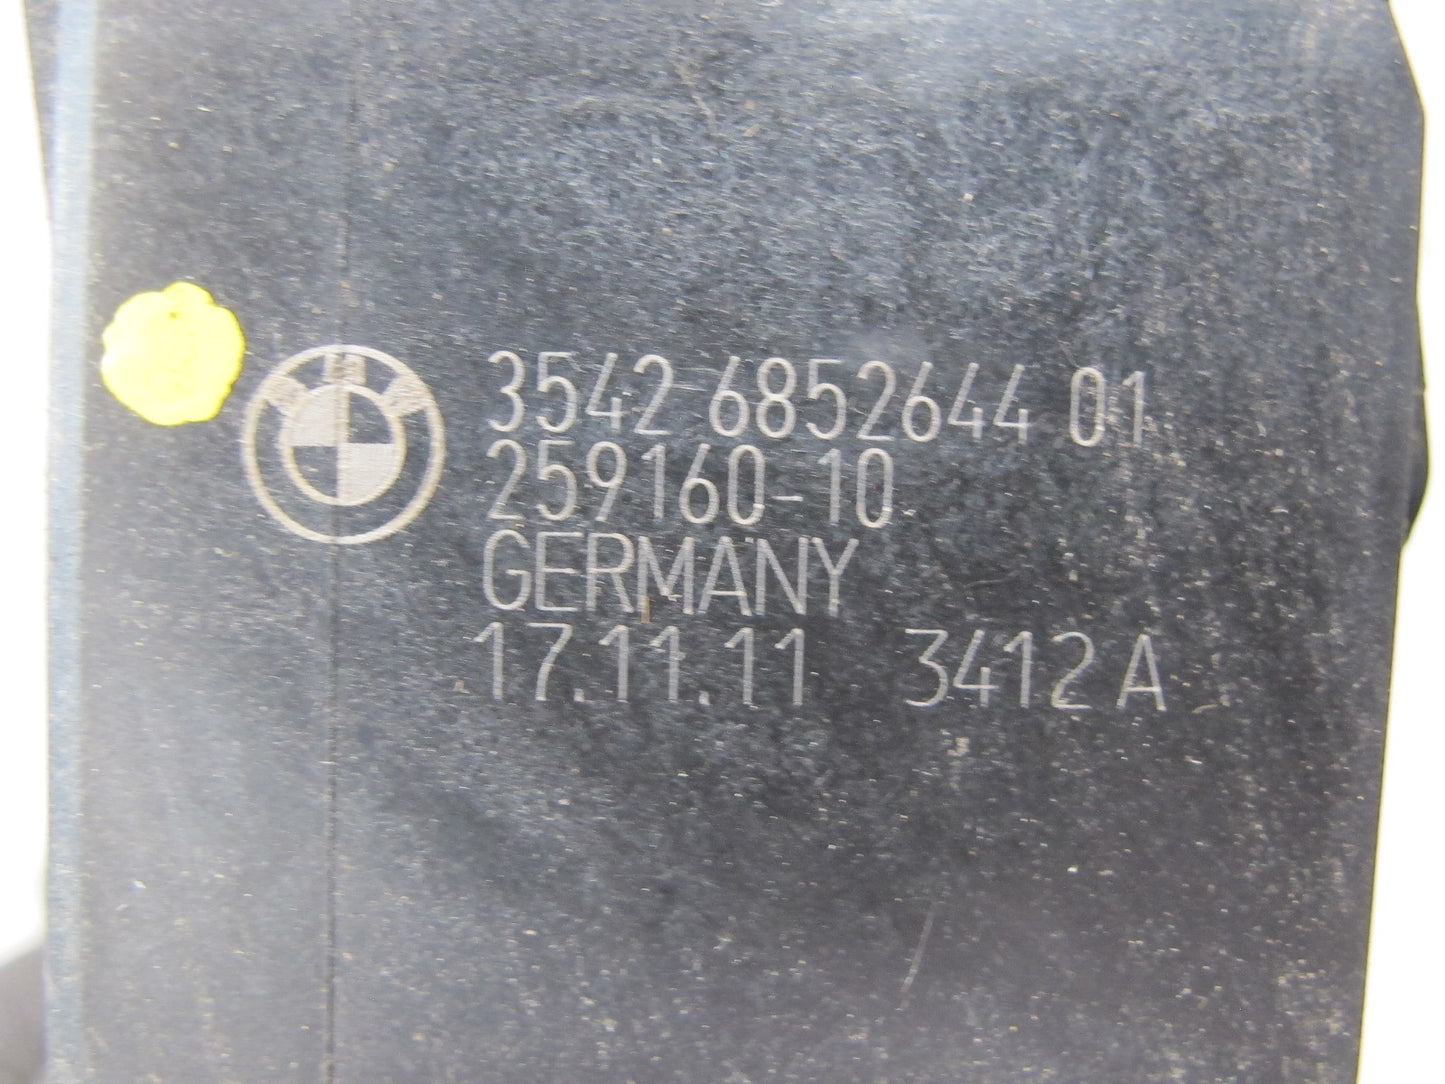 3542 6852644 01
259160-10
GERMANY
17.11.11 3412 A